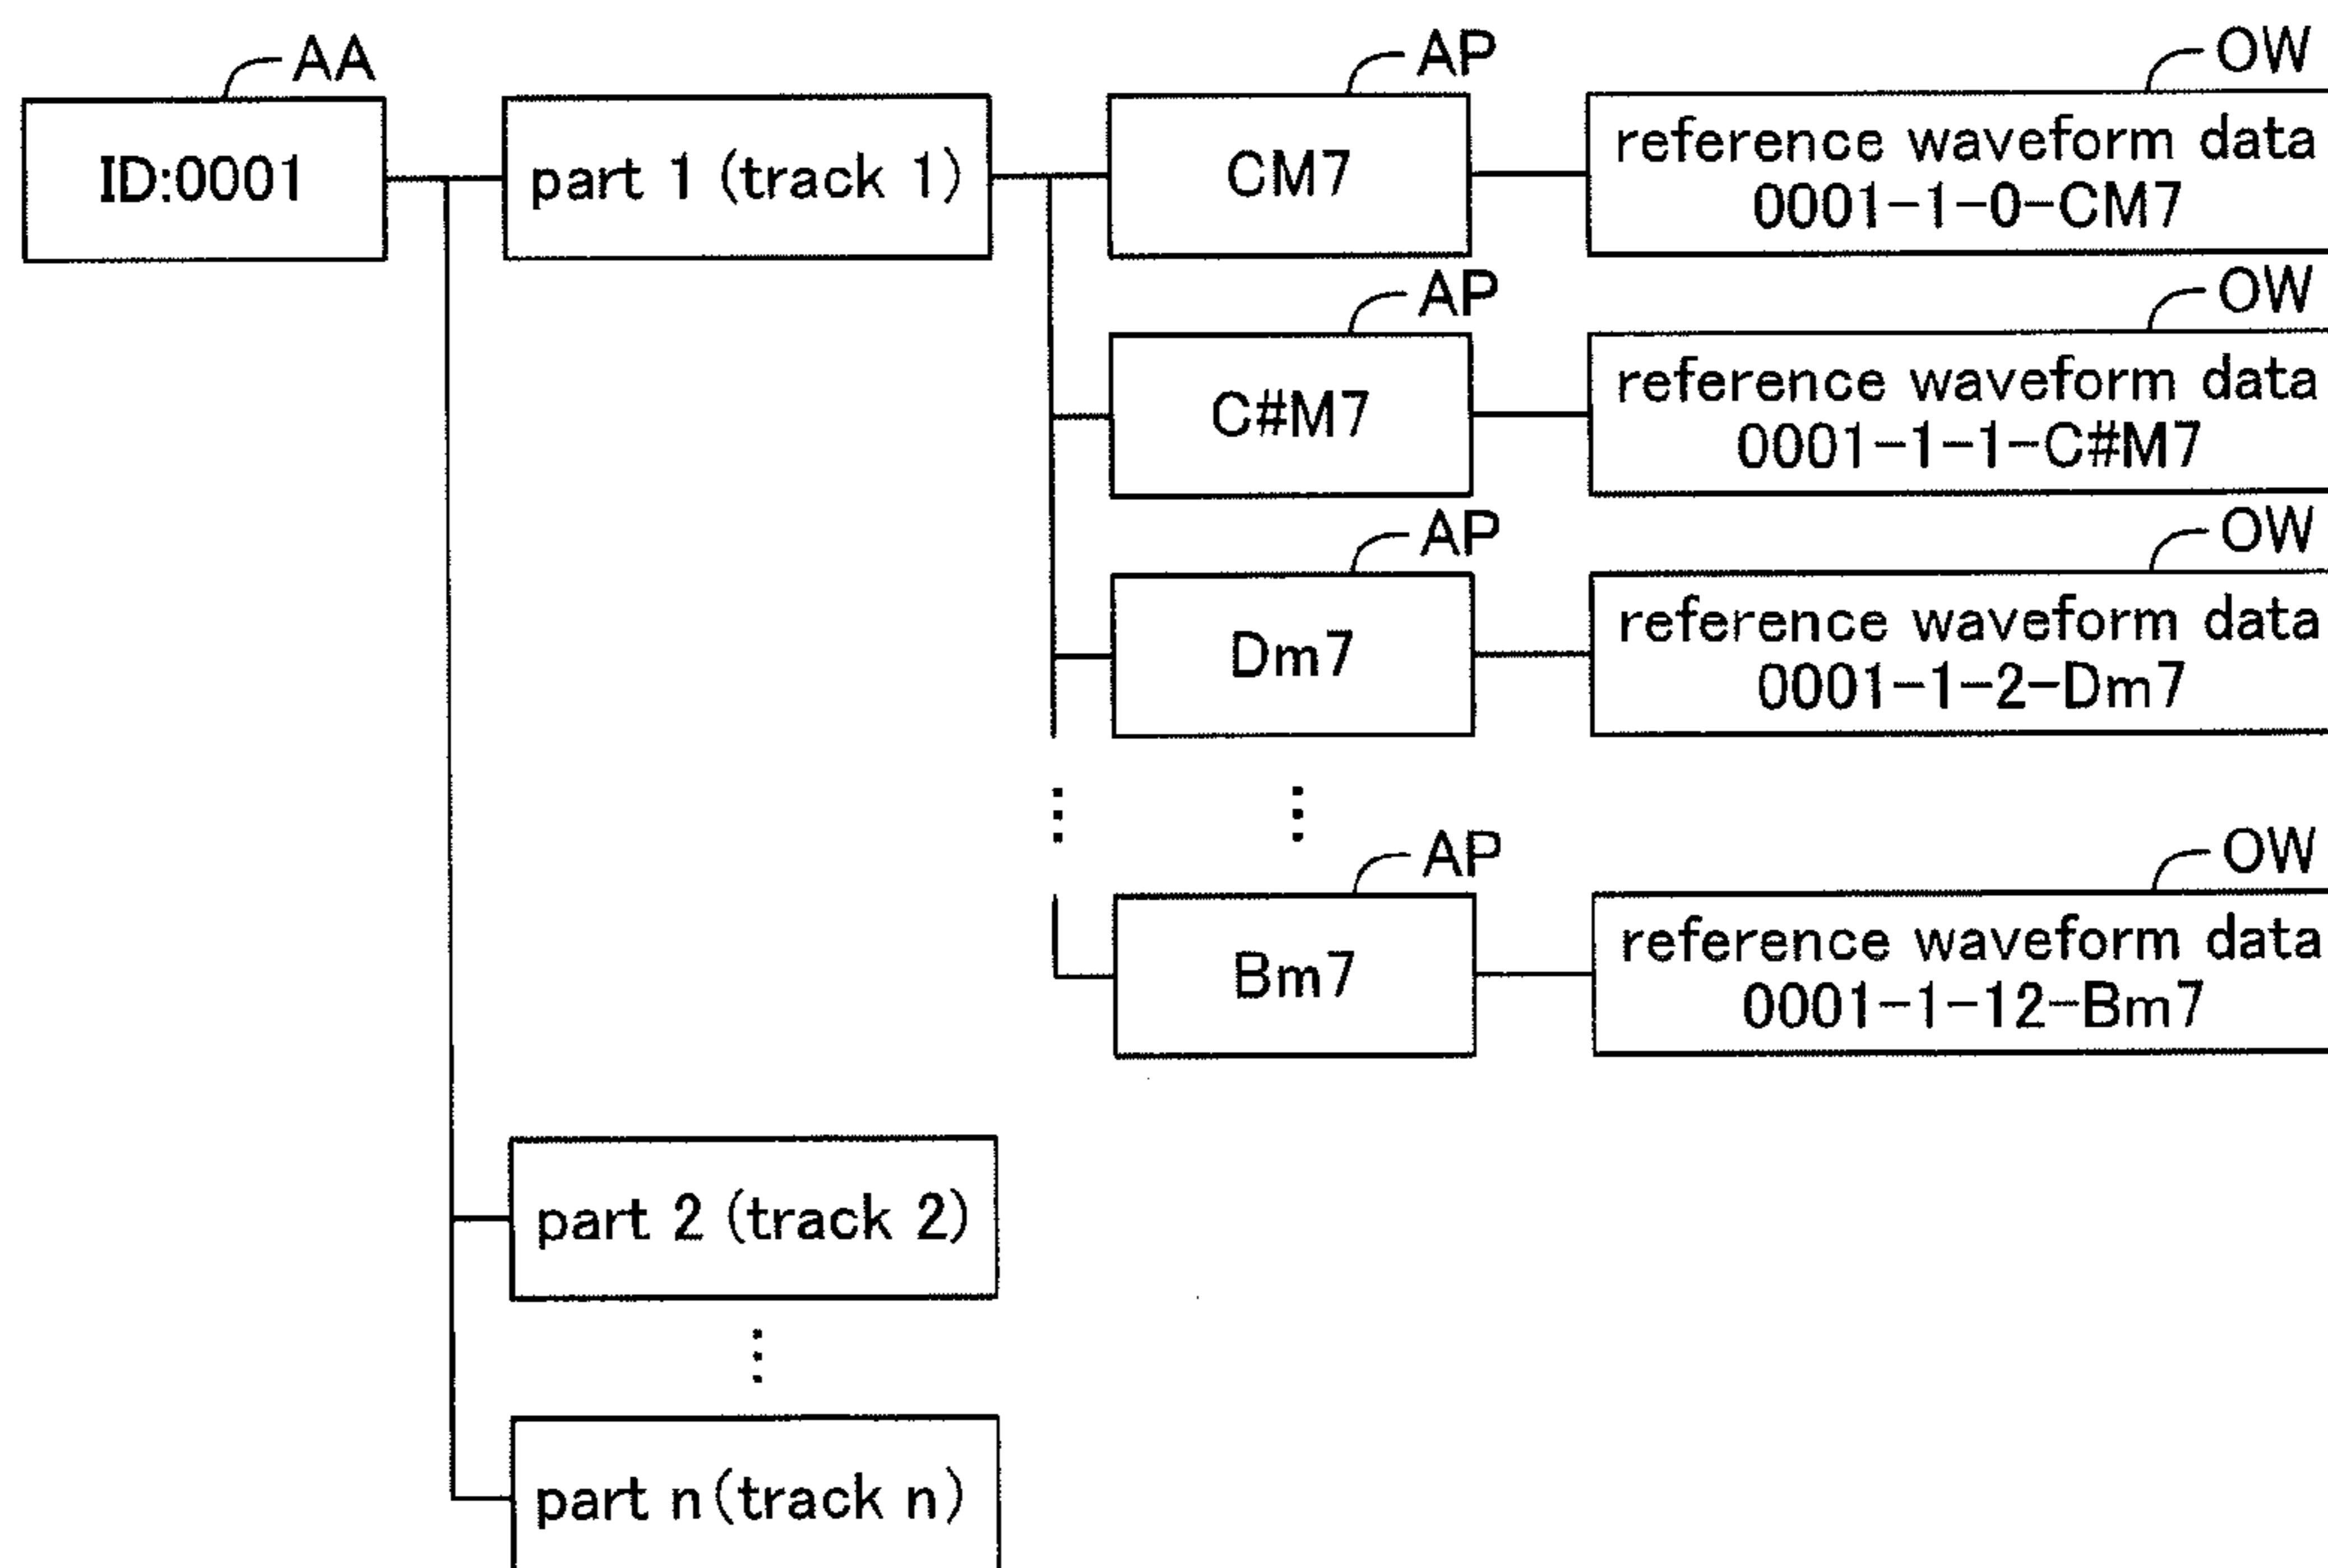 AA
AP
OW
ID:0001
part 1 (track 1)
CM7
reference waveform data
0001-1-0-CM7
AP
OW
C#M7
reference waveform data
0001-1-1-C#M7
AP
OW
Dm7
reference waveform data
0001-1-2-Dm7
AP
OW
Bm7
reference waveform data
0001-1-12-Bm7
part 2 (track 2)
part n(track n)